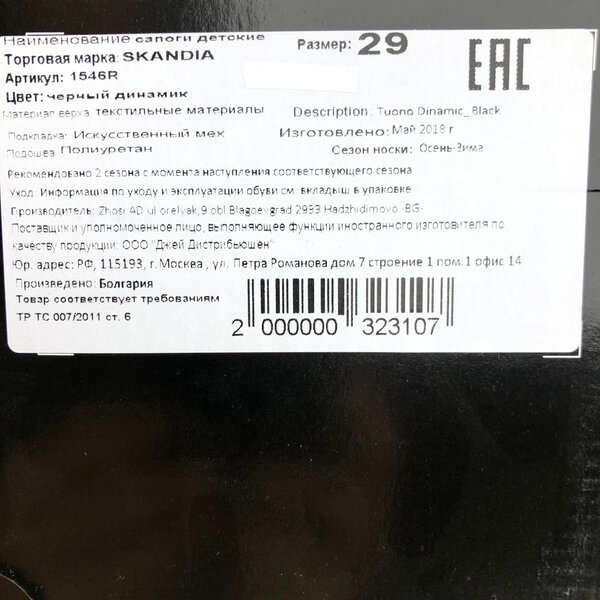 Наименование сапоги детские Размер: 29 EAC
Торговая марка: SKANDIA
Артикул: 1546R
Цвет: черный динамик
Материал верха: текстильные материалы Description: Tuono Dinamic_Black
Подкладка: Искусственный мех Изготовлено: Май 2018 г
Подошва Полиуретан Сезон носки: Осень-Зима
Рекомендовано 2 сезона с момента наступления соответствующего сезона
Уход: Информация по уходу и эксплуатации обуви см. вкладыш в упаковке
Производитель: Zhosi AD ul orelvak,9 obl.Blagoevgrad 2933 Hadzhidimovo -BG-
Поставщик и уполномоченное лицо, выполняющее функции иностранного изготовителя по
качеству продукции: ООО "Джей Дистрибьюшен"
Юр. адрес: РФ, 115193, г. Москва , ул. Петра Романова дом 7 строение 1 пом.1 офис 14
Произведено: Болгария
Товар соответствует требованиям
ТР ТС 007/2011 ст. 6
2 000000 323107